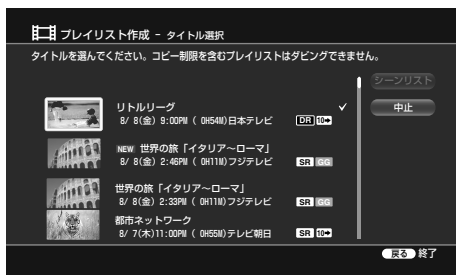 プレイリスト作成 - タイトル選択
タイトルを選んでください。コピー制限を含むプレイリストはダビングできません。
シーンリスト
中止
リトルリーグ
8/ 8(金) 9:00PM ( 0H54M)日本テレビ DR 10
NEW 世界の旅「イタリア～ローマ」
8/ 8(金) 2:46PM ( 0H11M)フジテレビ SR GG
世界の旅「イタリア～ローマ」
8/ 8(金) 2:33PM ( 0H11M)フジテレビ SR GG
都市ネットワーク
8/ 7(木)11:00PM ( 0H55M)テレビ朝日 SR 10
戻る 終了